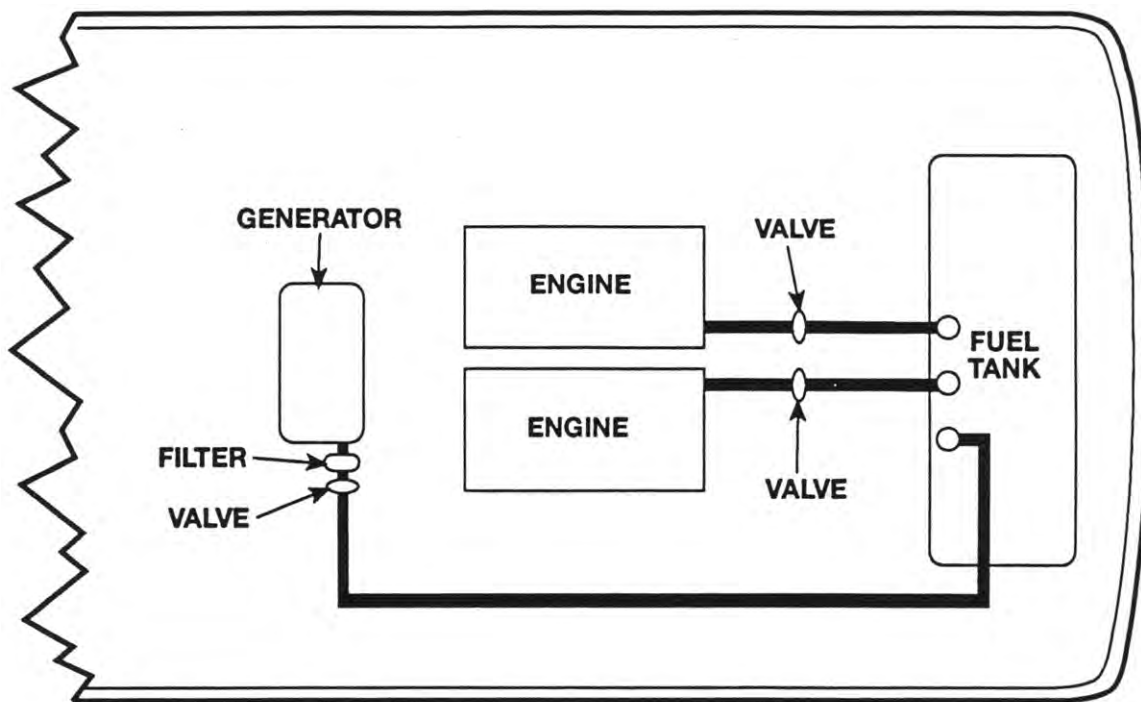 GENERATOR
VALVE
ENGINE
FUEL
TANK
ENGINE
FILTER
VALVE
VALVE